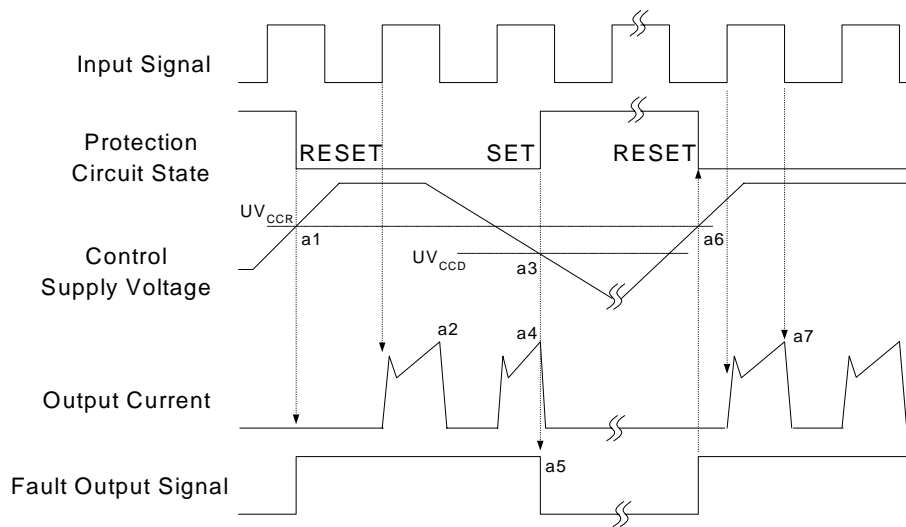 Input Signal
Protection
Circuit State
RESET
SET
RESET
UVCCR
a1
a6
Control
Supply Voltage
UVCCD
a3
a2
a4
a7
Output Current
a5
Fault Output Signal